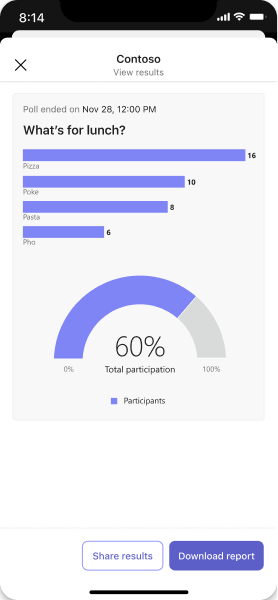 8:14
Contoso
View results
Poll ended on Nov 28, 12:00 PM
What's for lunch?
16
Pizza
10
Poke
8
Pasta
6
Pho
60%
0% Total participation 100%
Participants
Share results Download report